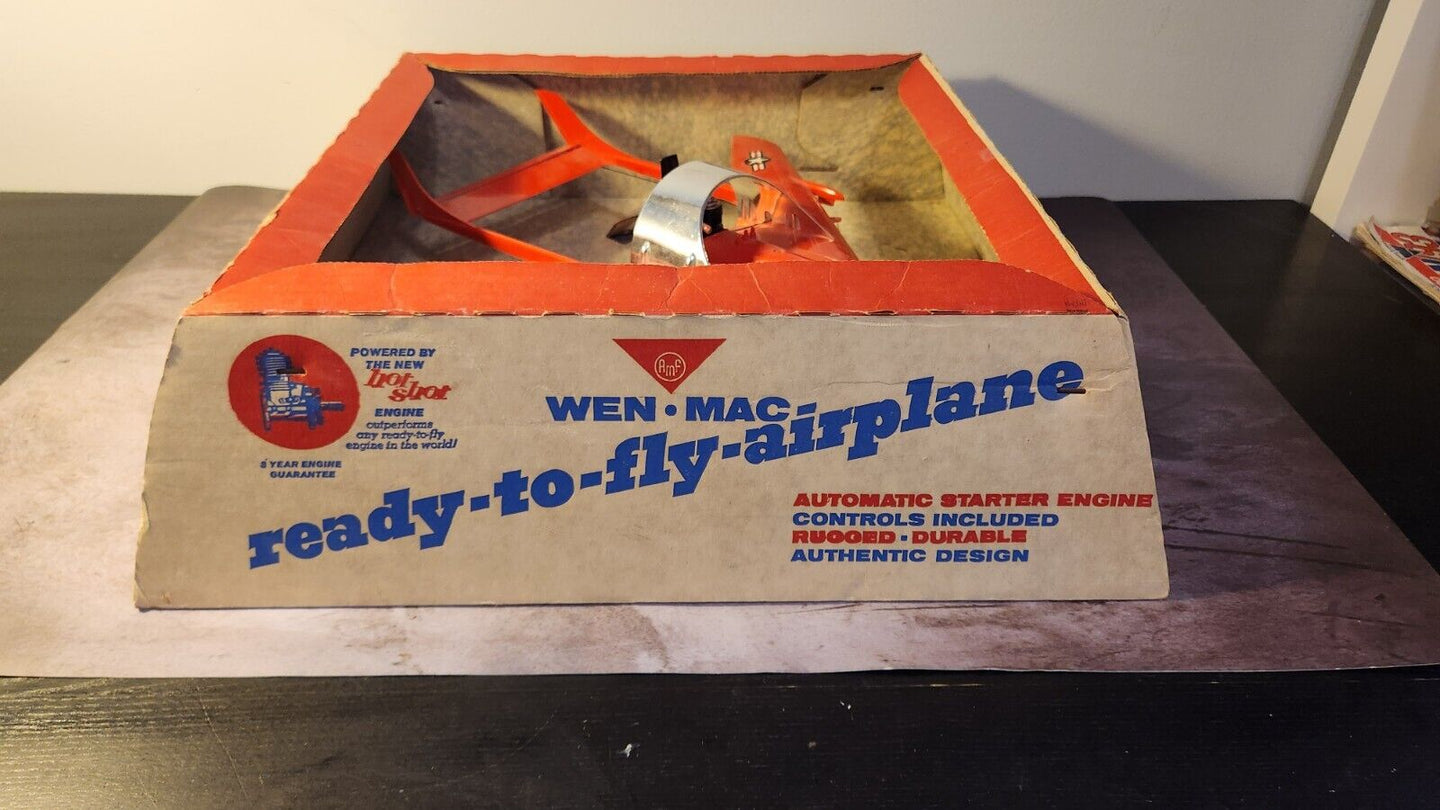 POWERED BY
THE NEW
hot
shot
ENGINE
outperforms
any ready-to-fly
engine in the world!
YEAR ENGINE
GUARANTEE
AMF
WEN • MAC
ready-to-fly-airplane
AUTOMATIC STARTER ENGINE
CONTROLS INCLUDED
RUGGED • DURABLE
AUTHENTIC DESIGN